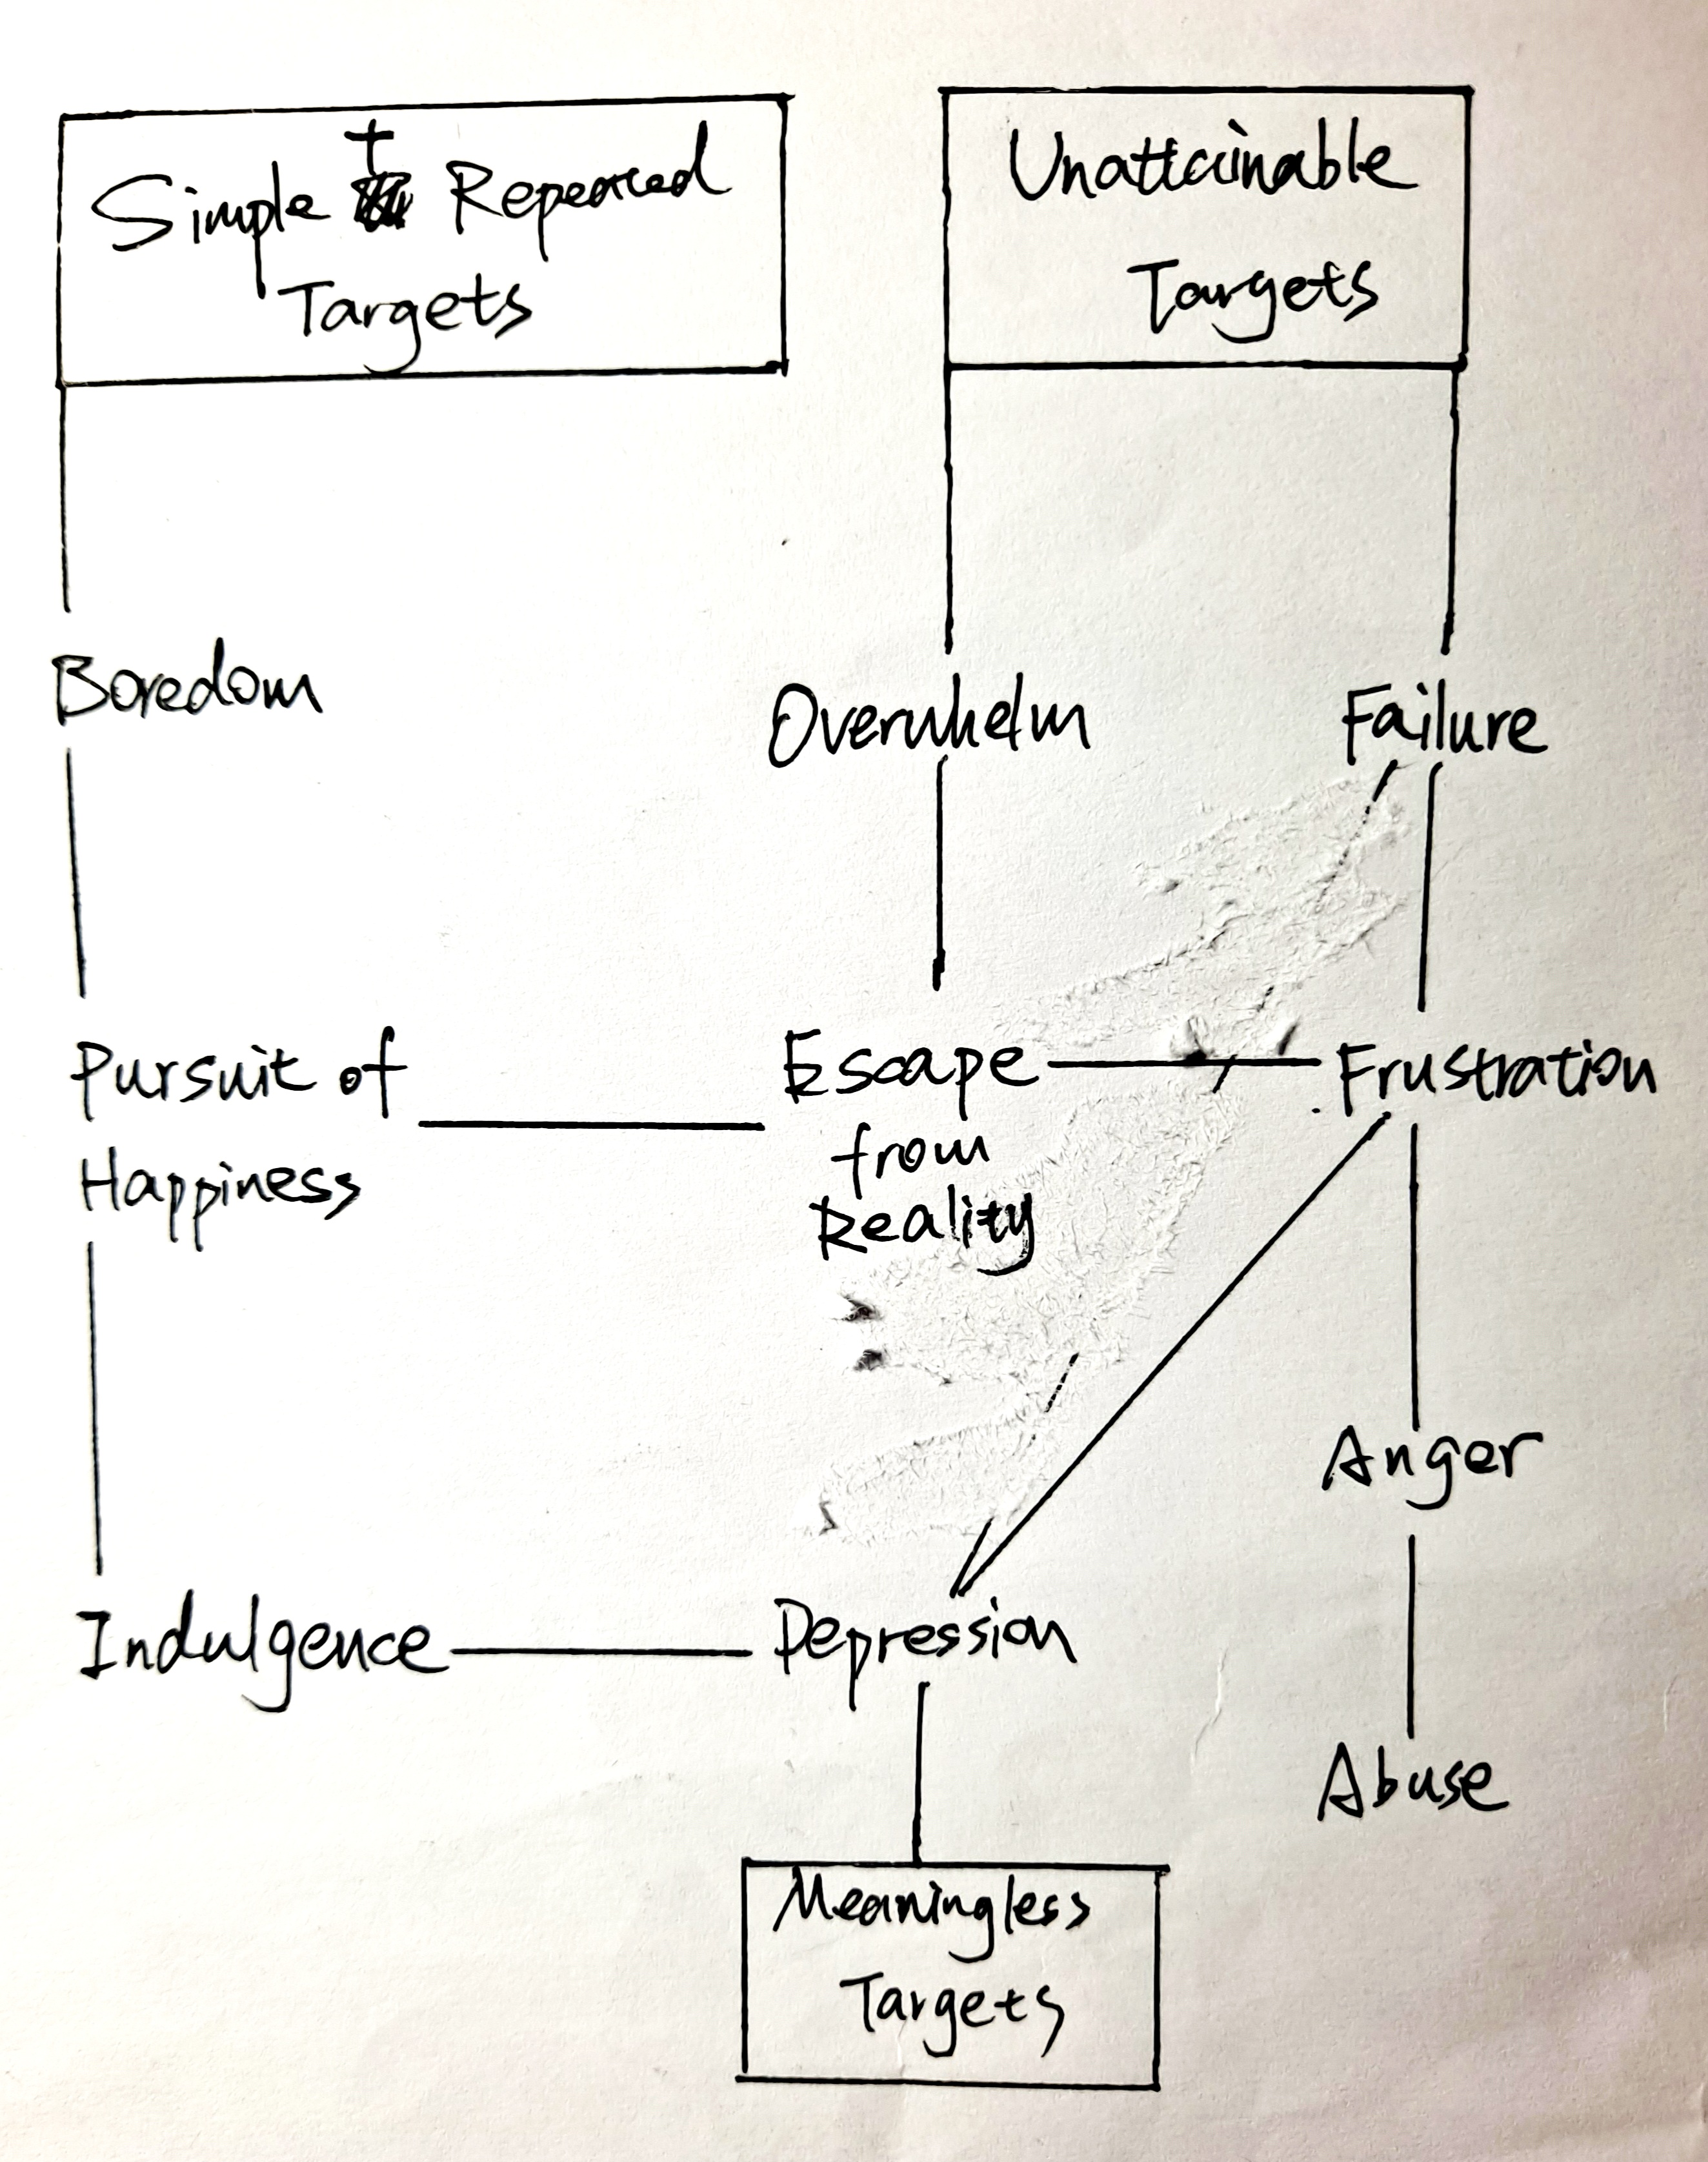 Simple + Repeated
Targets
Unattainable
Targets
Boredom
Overwhelm
Failure
Pursuit of
Happiness
Escape
from
Reality
Frustration
Anger
Indulgence
Depression
Abuse
Meaningless
Targets